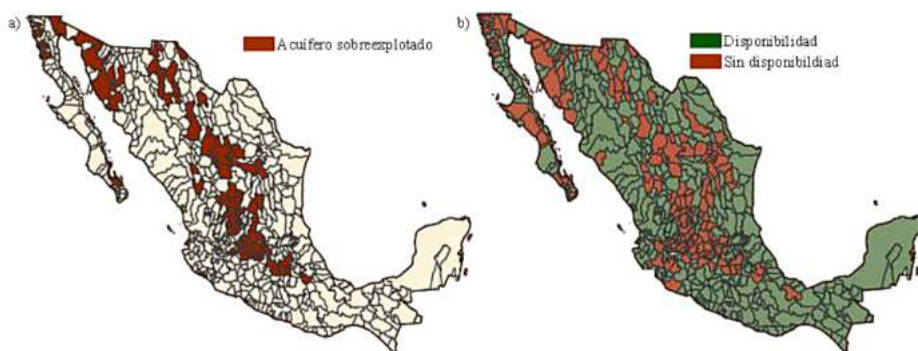 a)
Acuífero sobreexplotado
b)
Disponibilidad
Sin disponibildiad